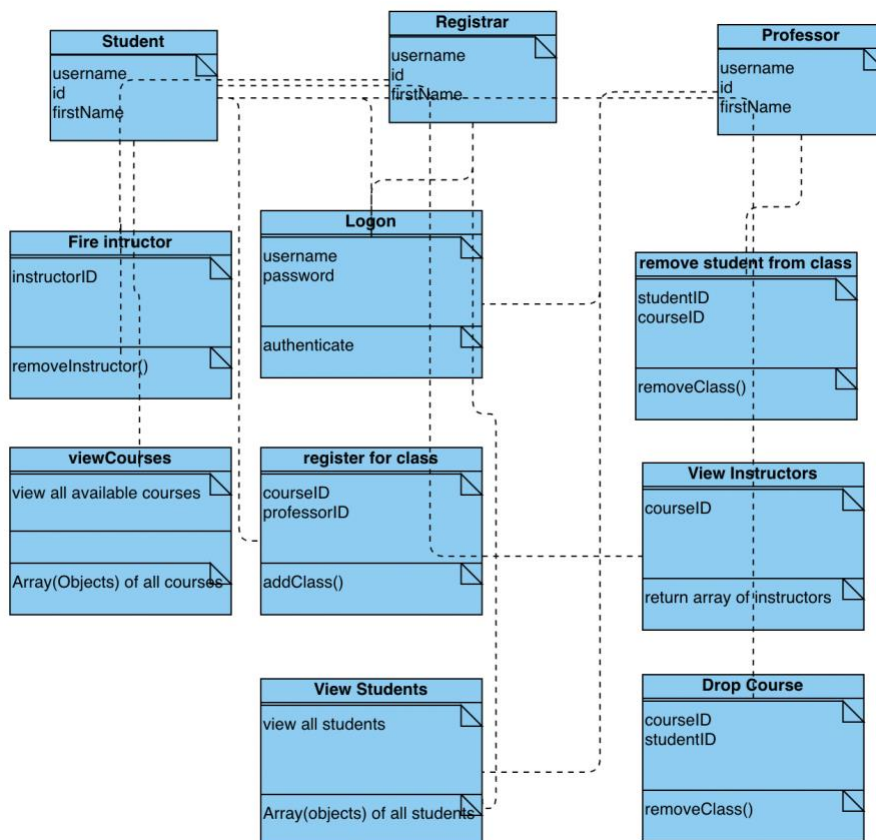 Student
username
id
firstName
Registrar
username
id
firstName
Professor
username
id
firstName
Fire intructor
instructorID
removeInstructor()
Logon
username
password
authenticate
remove student from class
studentID
courseID
removeClass()
viewCourses
view all available courses
Array(Objects) of all courses
register for class
courseID
professorID
addClass()
View Instructors
courseID
return array of instructors
View Students
view all students
Array(objects) of all students
Drop Course
courseID
studentID
removeClass()